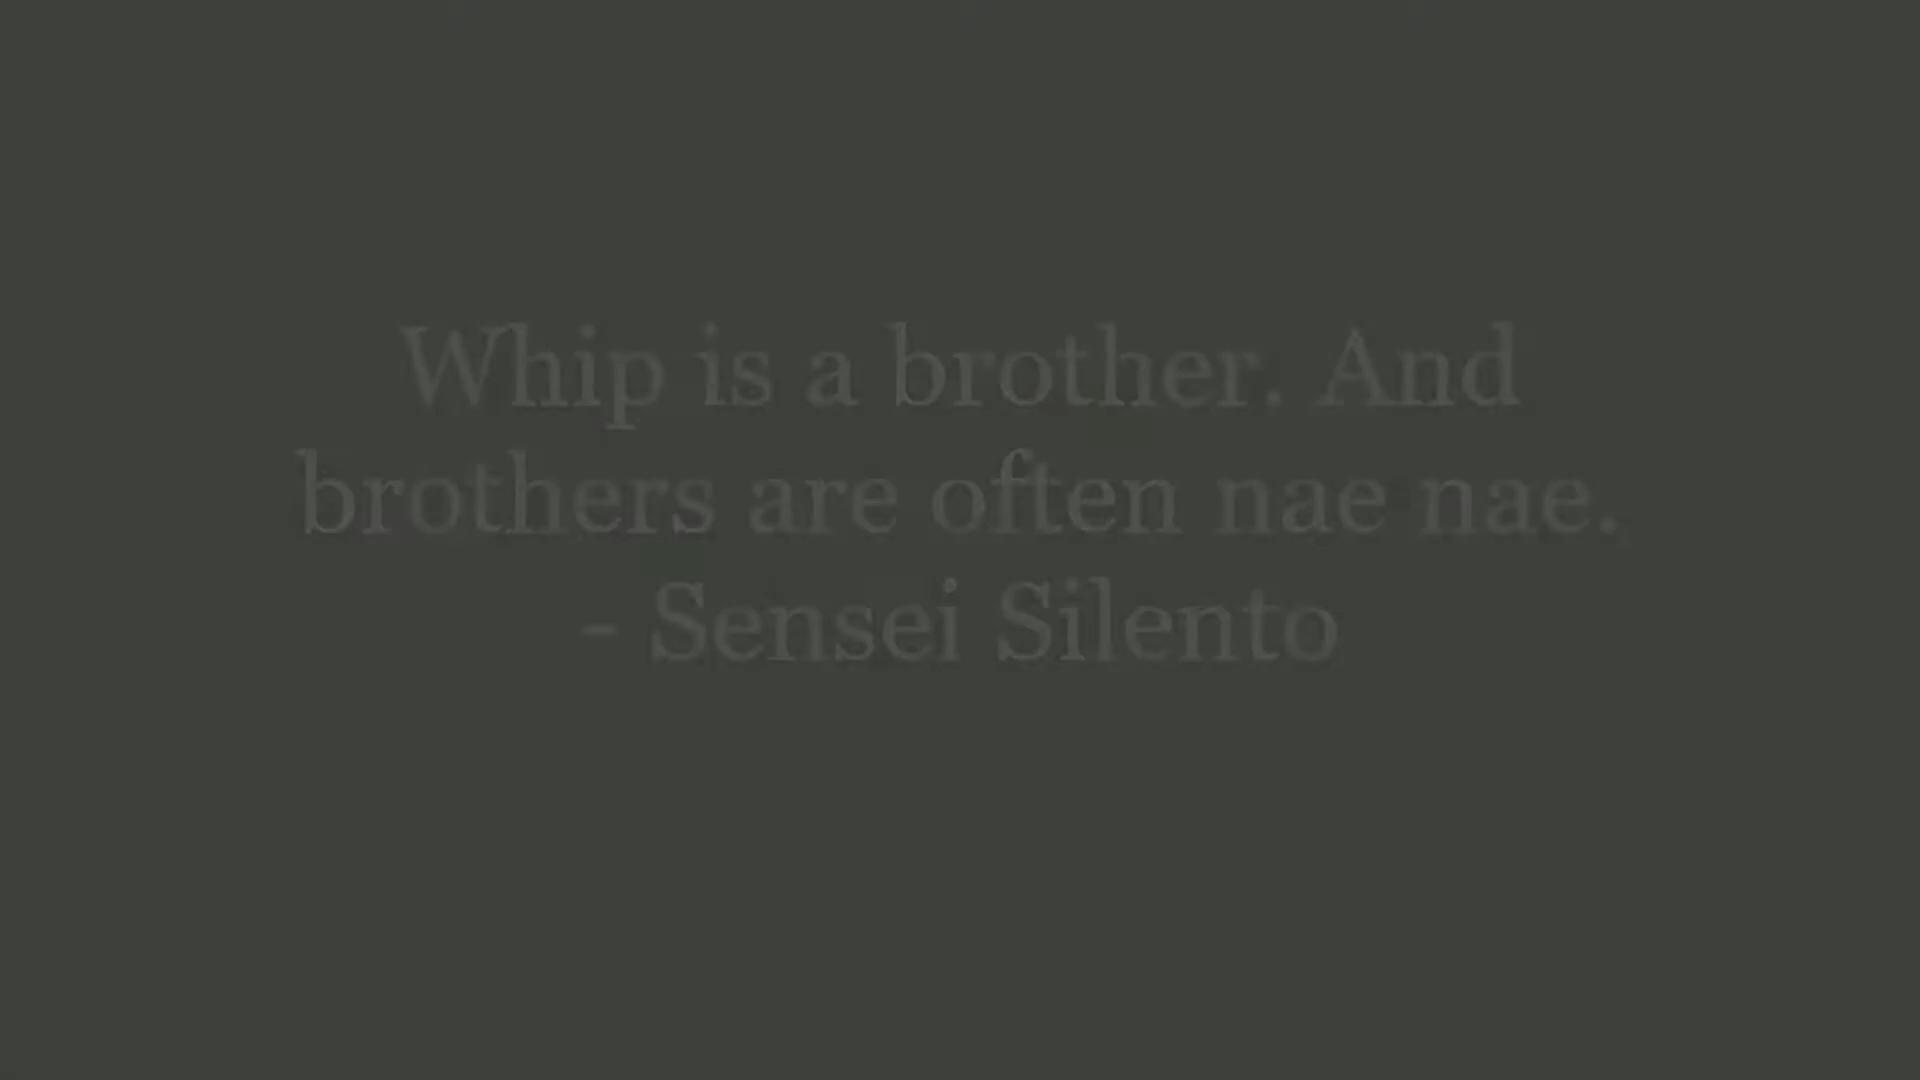 Whip is a brother. And
brothers are often nae nae.
- Sensei Silento